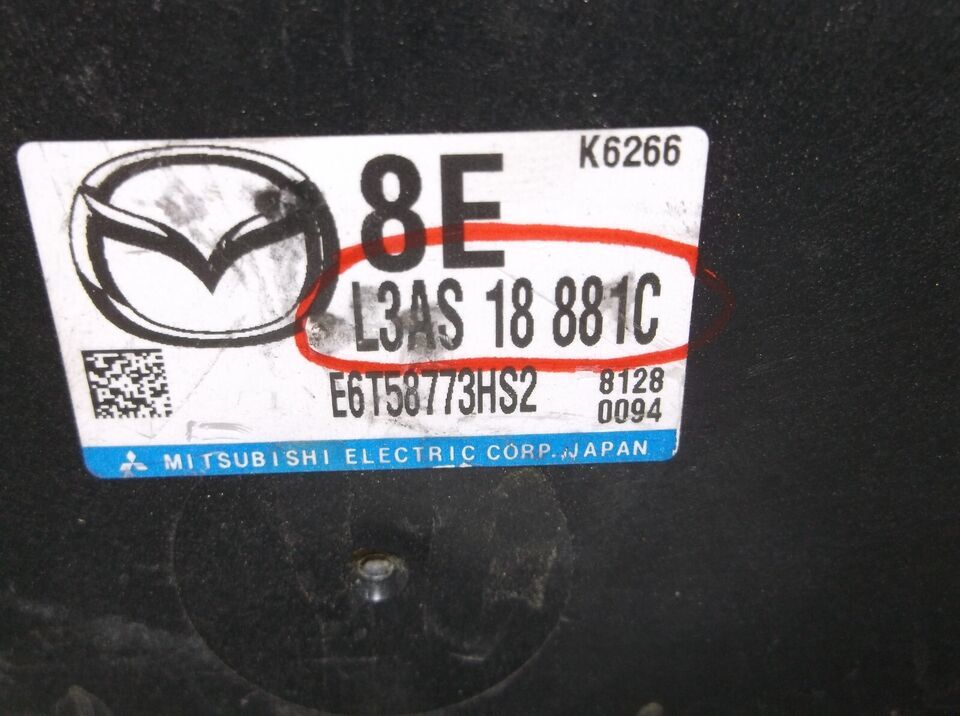 K6266
8E
L3AS 18 881C
E6T58773HS2
8128
0094
MITSUBISHI ELECTRIC CORP. JAPAN